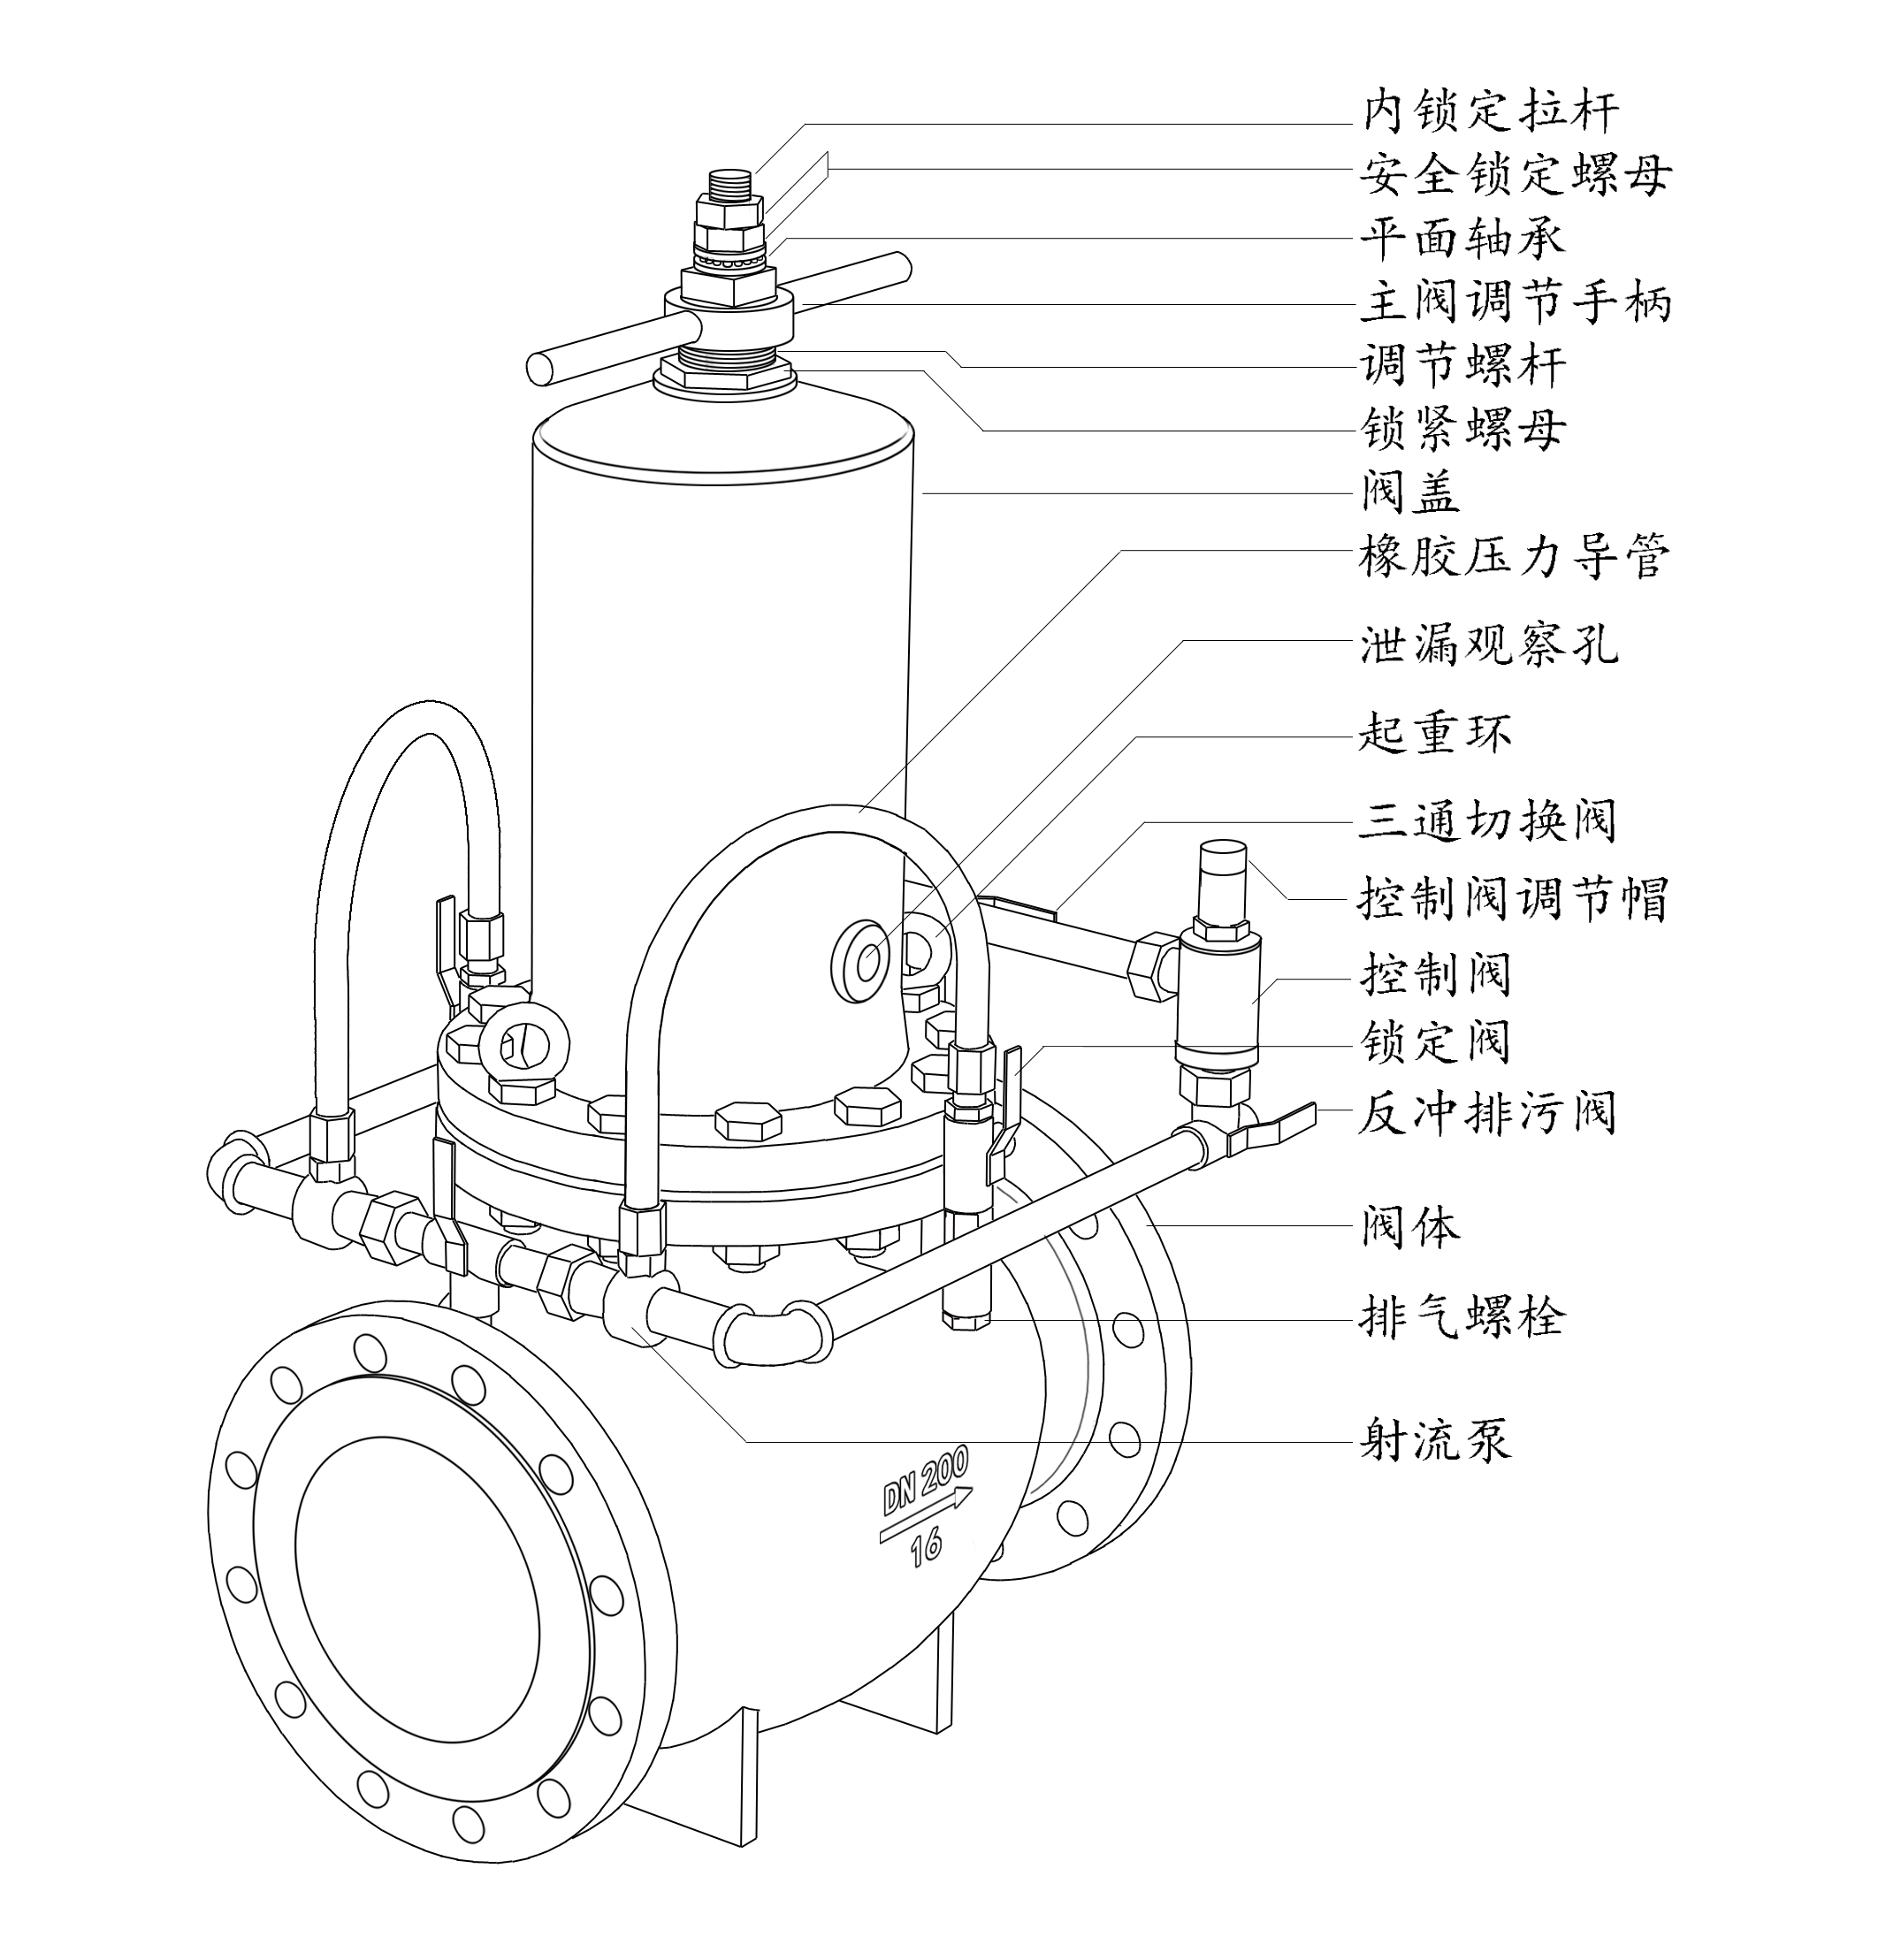 内锁定拉杆
安全锁定螺母
平面轴承
主阀调节手柄
调节螺杆
锁紧螺母
阀盖
橡胶压力导管
泄漏观察孔
起重环
三通切换阀
控制阀调节帽
控制阀
锁定阀
反冲排污阀
阀体
排气螺栓
射流泵
DN 200
16